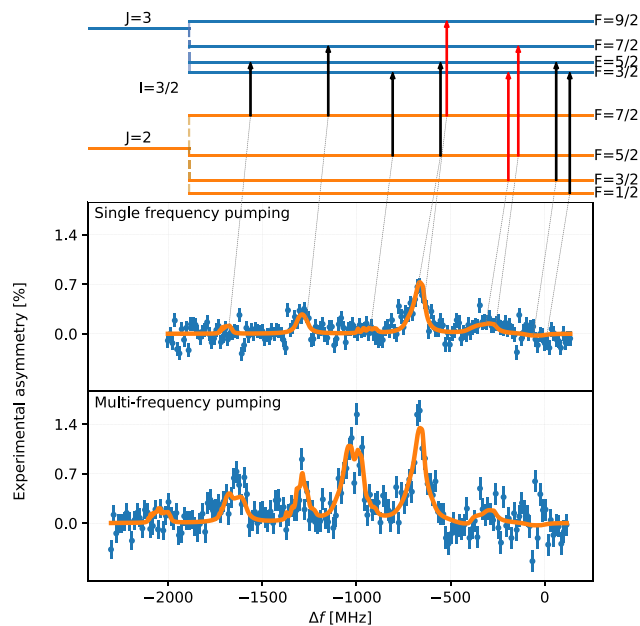 J=3
F=9/2
F=7/2
F=5/2
F=3/2
I=3/2
F=7/2
J=2
F=5/2
F=3/2
F=1/2
Single frequency pumping
1.4
0.7
0.0
Multi-frequency pumping
1.4
0.7
0.0
Experimental asymmetry [%]
−2000 −1500 −1000 −500 0
Δf [MHz]